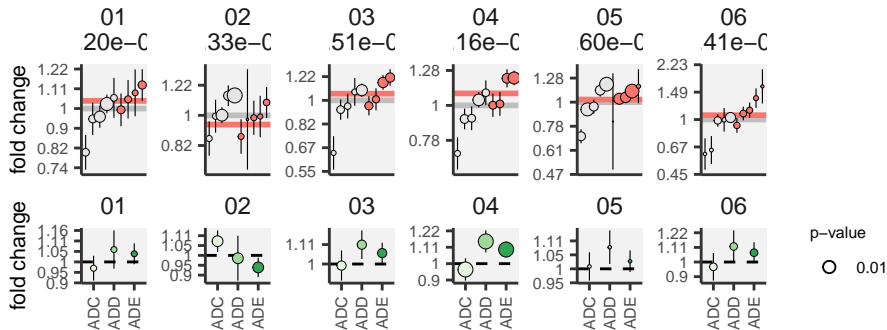 01 02 03 04 05 06
.20e-0 .33e-0 .51e-0 .16e-0 .60e-0 .41e-0
fold change
1.22 1.11 1 0.9 0.82 0.74
1.22 1 0.82
1.22 1 0.82 0.67 0.55
1.28 1 0.78
1.28 1 0.78 0.61 0.47
2.23 1.49 1 0.67 0.45
01 02 03 04 05 06
fold change
1.16 1.11 1.05 1 0.95 0.9
1.11 1.05 1 0.95 0.9
1.11 1
1.22 1.11 1 0.9
1.11 1.05 1 0.95
1.22 1.11 1 0.9
ADC ADD ADE ADC ADD ADE ADC ADD ADE ADC ADD ADE ADC ADD ADE ADC ADD ADE
p−value
0.01